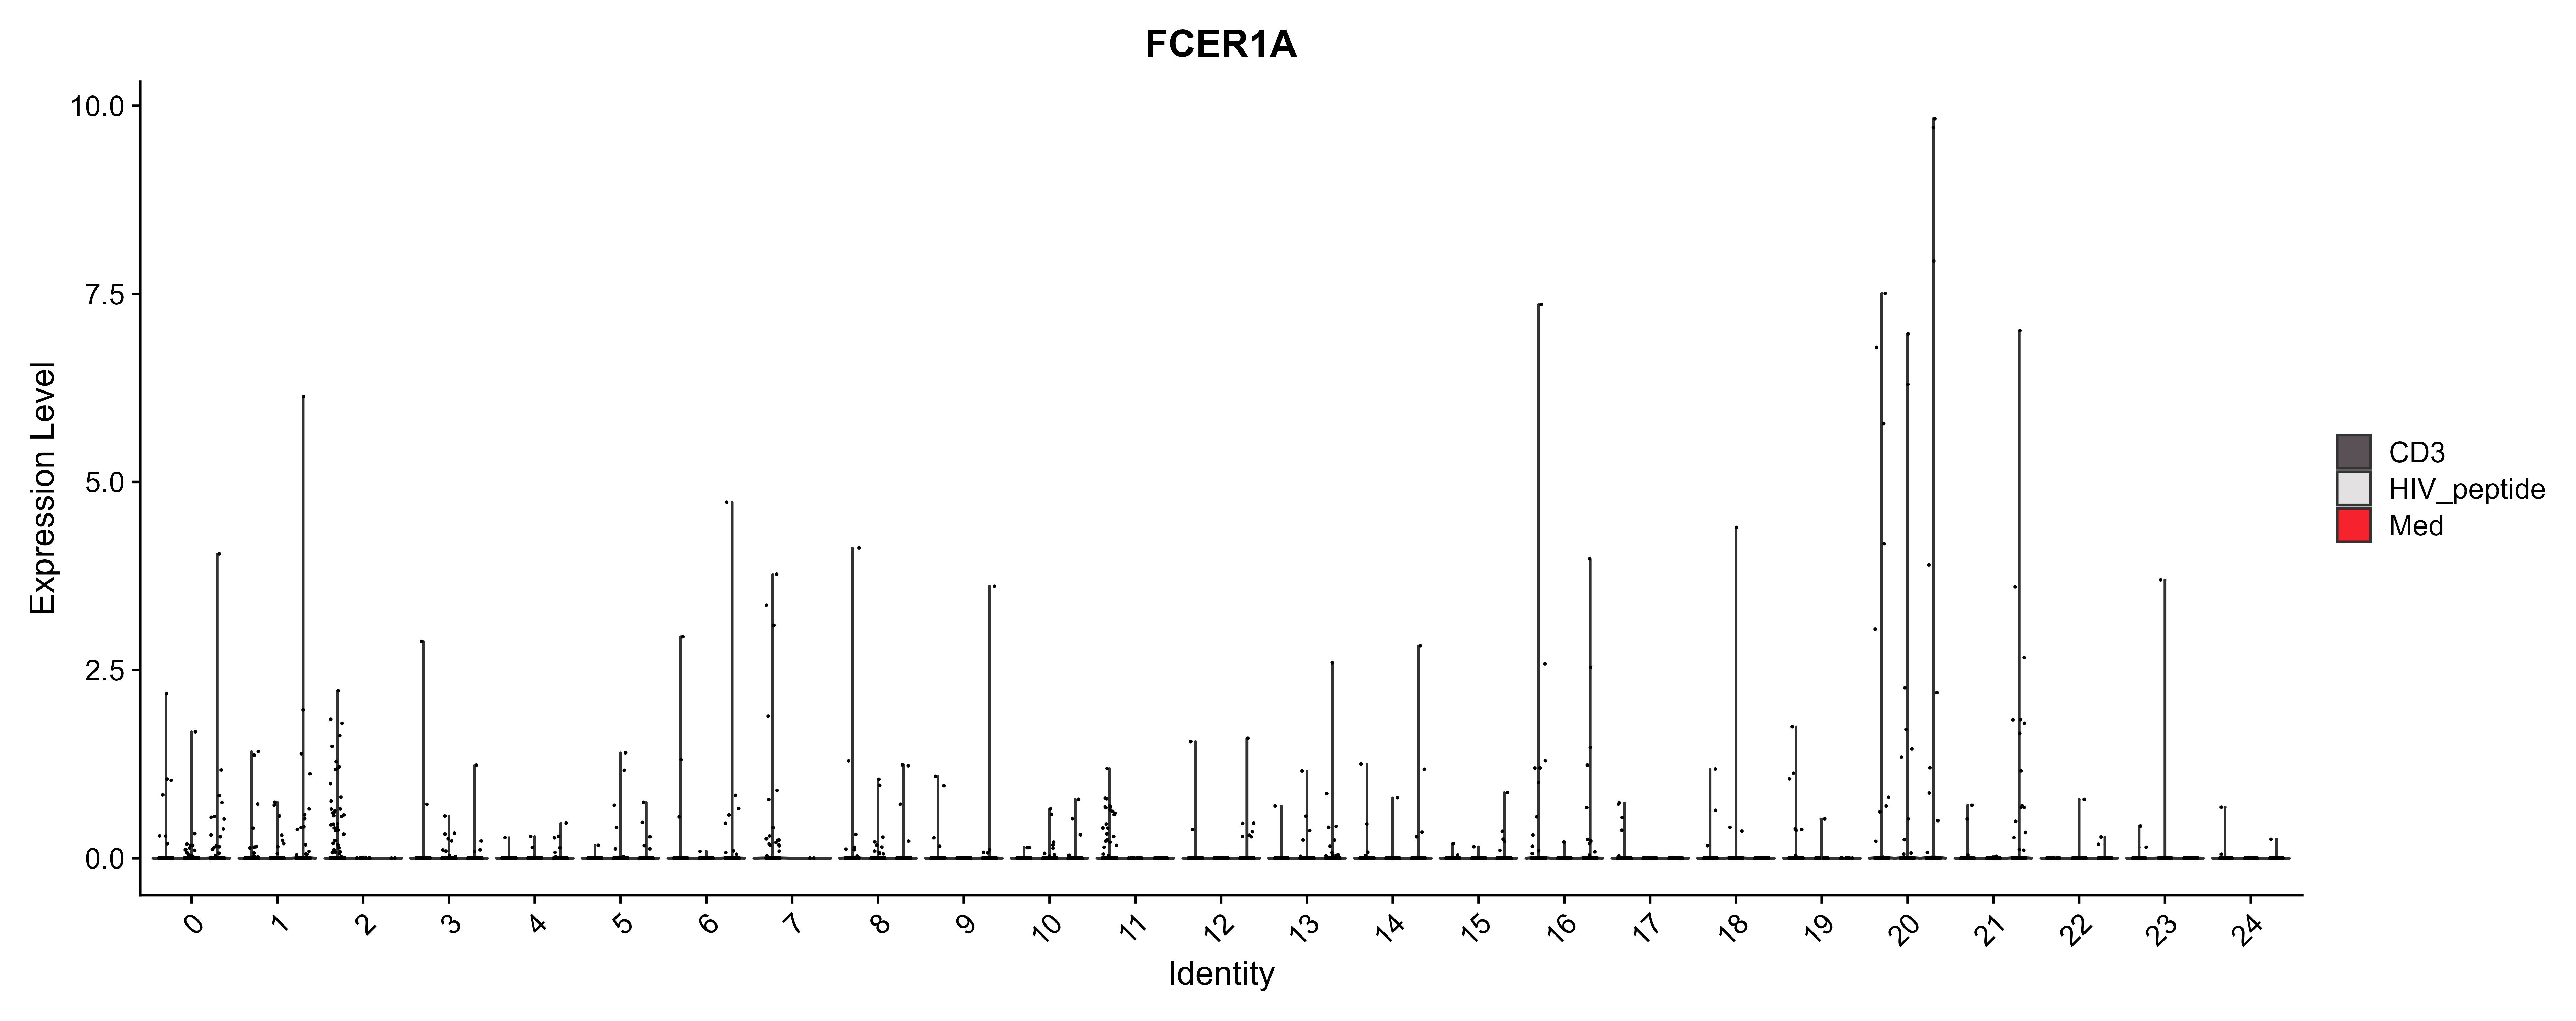 FCER1A
Expression Level
10.0
7.5
5.0
2.5
0.0
0 1 2 3 4 5 6 7 8 9 10 11 12 13 14 15 16 17 18 19 20 21 22 23 24
Identity
CD3
HIV_peptide
Med